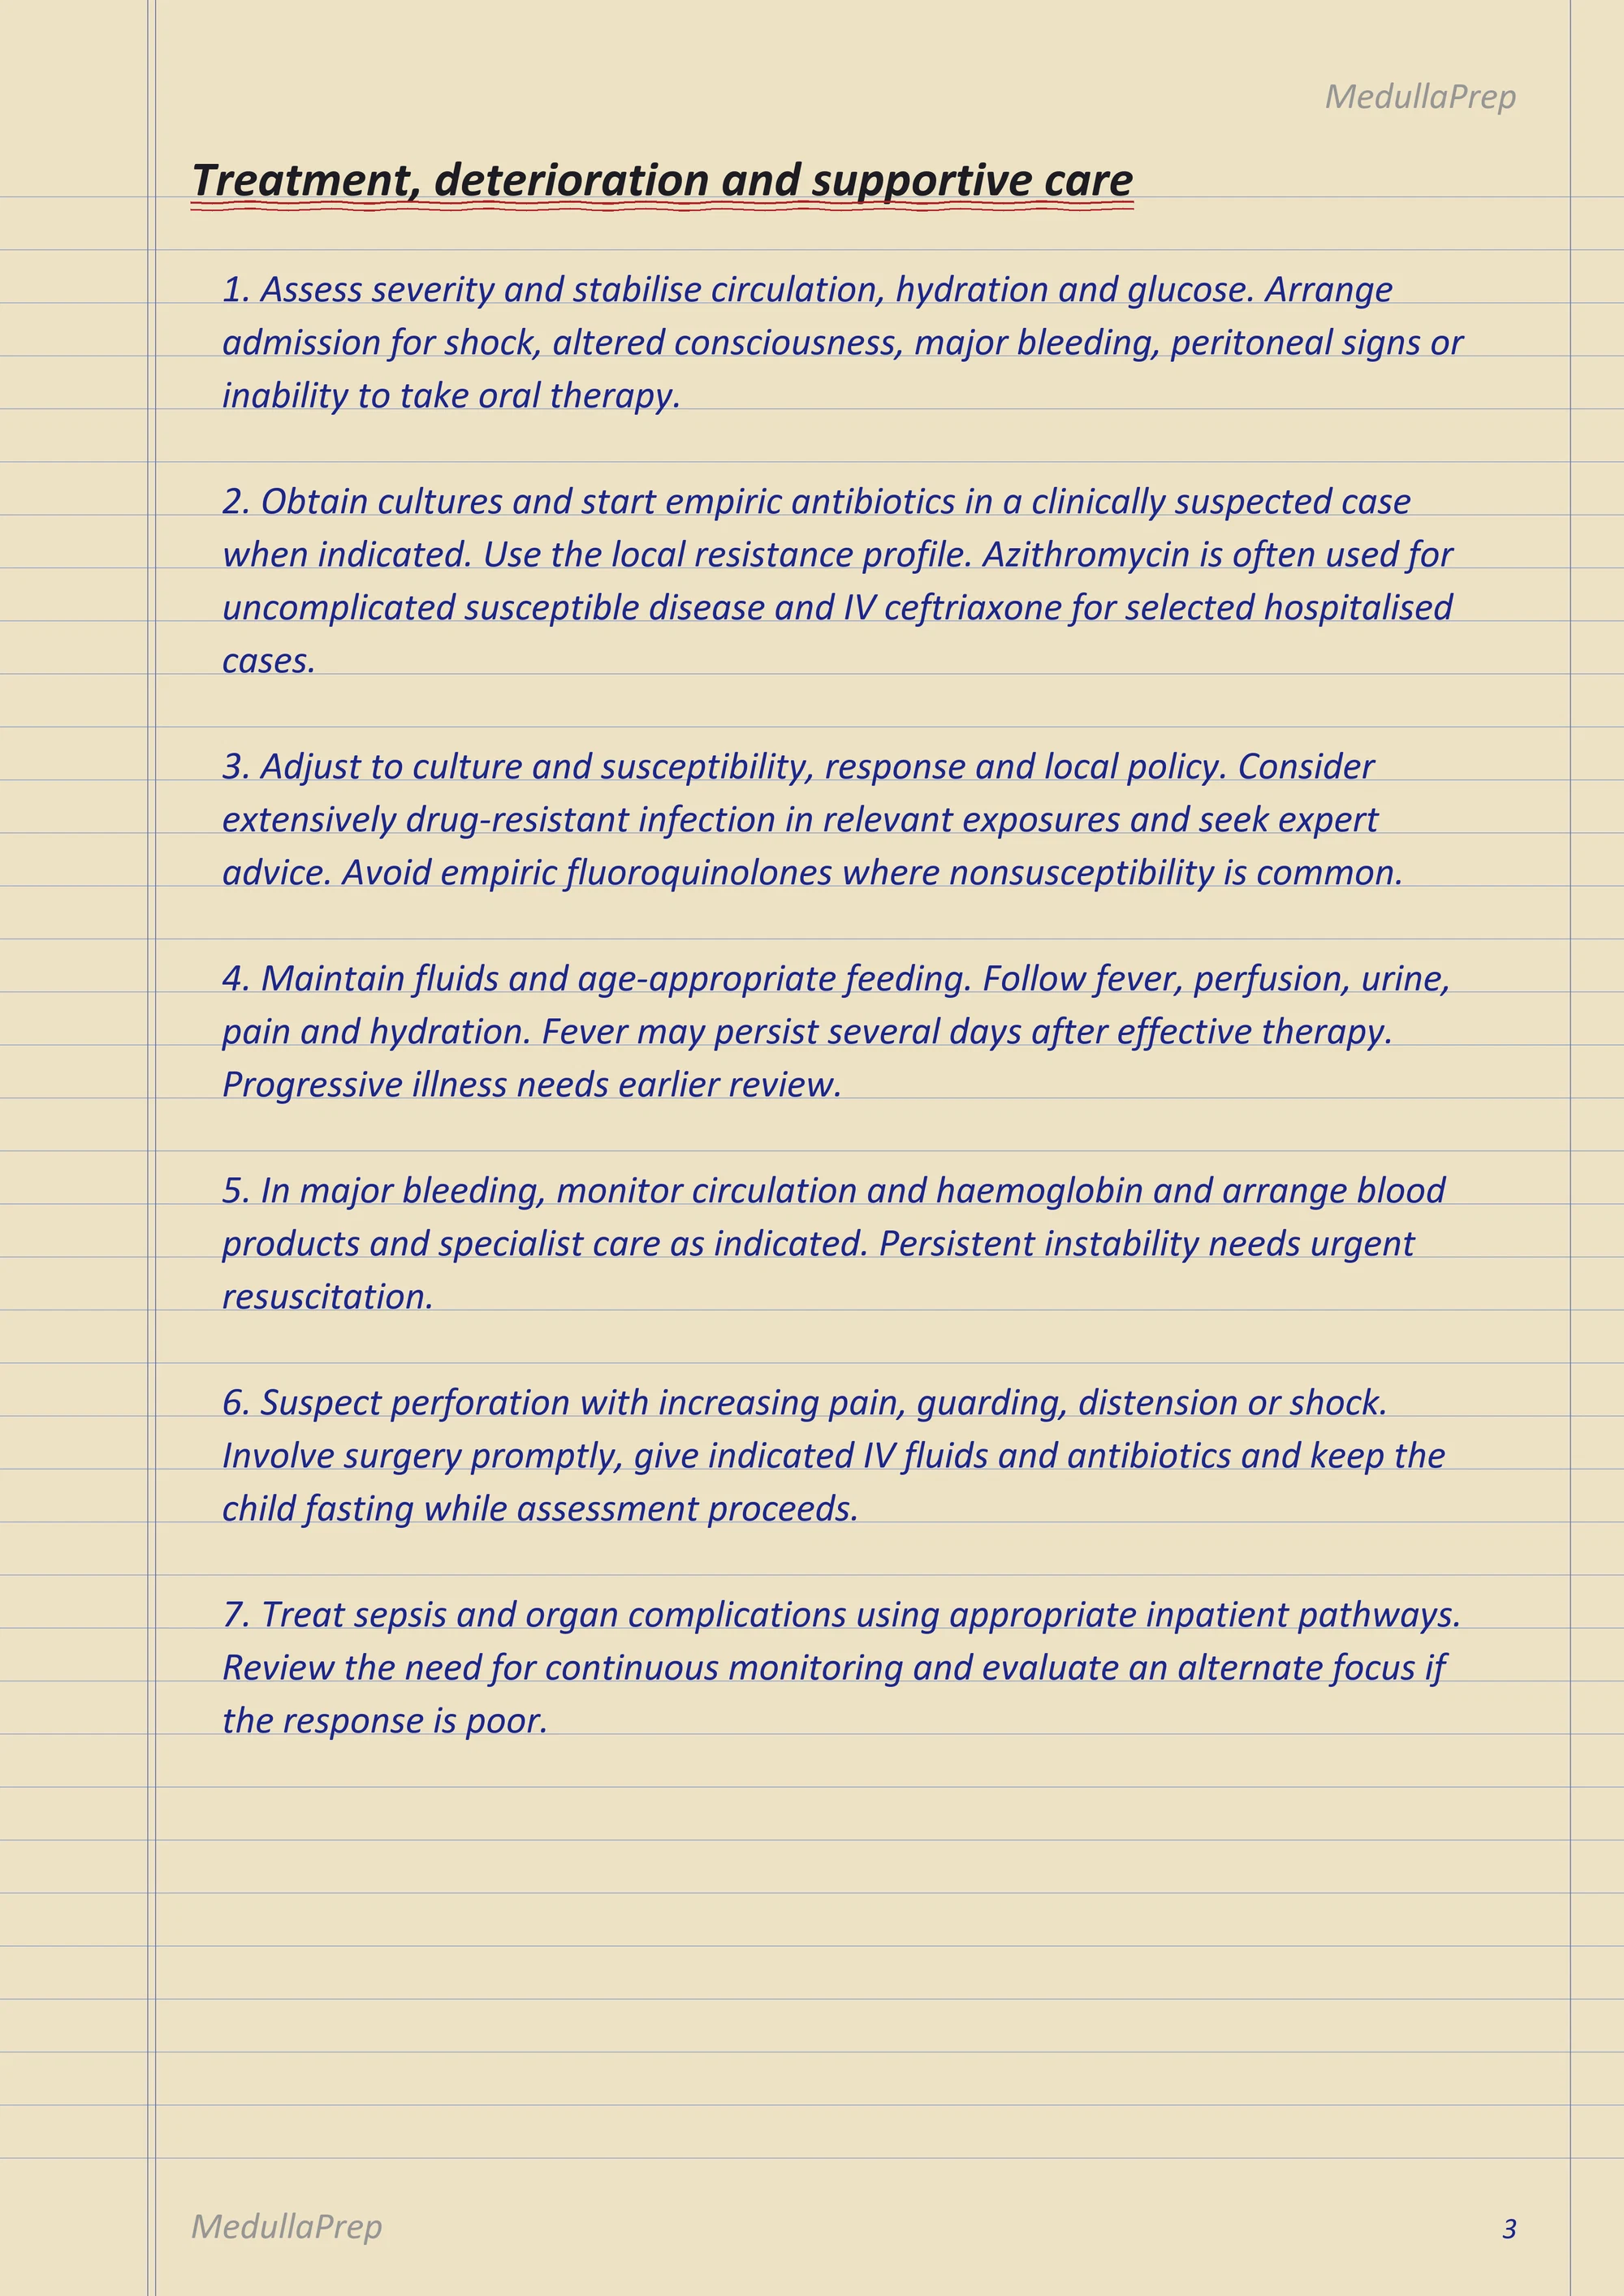 MedullaPrep
Treatment, deterioration and supportive care
1. Assess severity and stabilise circulation, hydration and glucose. Arrange
admission for shock, altered consciousness, major bleeding, peritoneal signs or
inability to take oral therapy.
2. Obtain cultures and start empiric antibiotics in a clinically suspected case
when indicated. Use the local resistance profile. Azithromycin is often used for
uncomplicated susceptible disease and IV ceftriaxone for selected hospitalised
cases.
3. Adjust to culture and susceptibility, response and local policy. Consider
extensively drug-resistant infection in relevant exposures and seek expert
advice. Avoid empiric fluoroquinolones where nonsusceptibility is common.
4. Maintain fluids and age-appropriate feeding. Follow fever, perfusion, urine,
pain and hydration. Fever may persist several days after effective therapy.
Progressive illness needs earlier review.
5. In major bleeding, monitor circulation and haemoglobin and arrange blood
products and specialist care as indicated. Persistent instability needs urgent
resuscitation.
6. Suspect perforation with increasing pain, guarding, distension or shock.
Involve surgery promptly, give indicated IV fluids and antibiotics and keep the
child fasting while assessment proceeds.
7. Treat sepsis and organ complications using appropriate inpatient pathways.
Review the need for continuous monitoring and evaluate an alternate focus if
the response is poor.
MedullaPrep
3